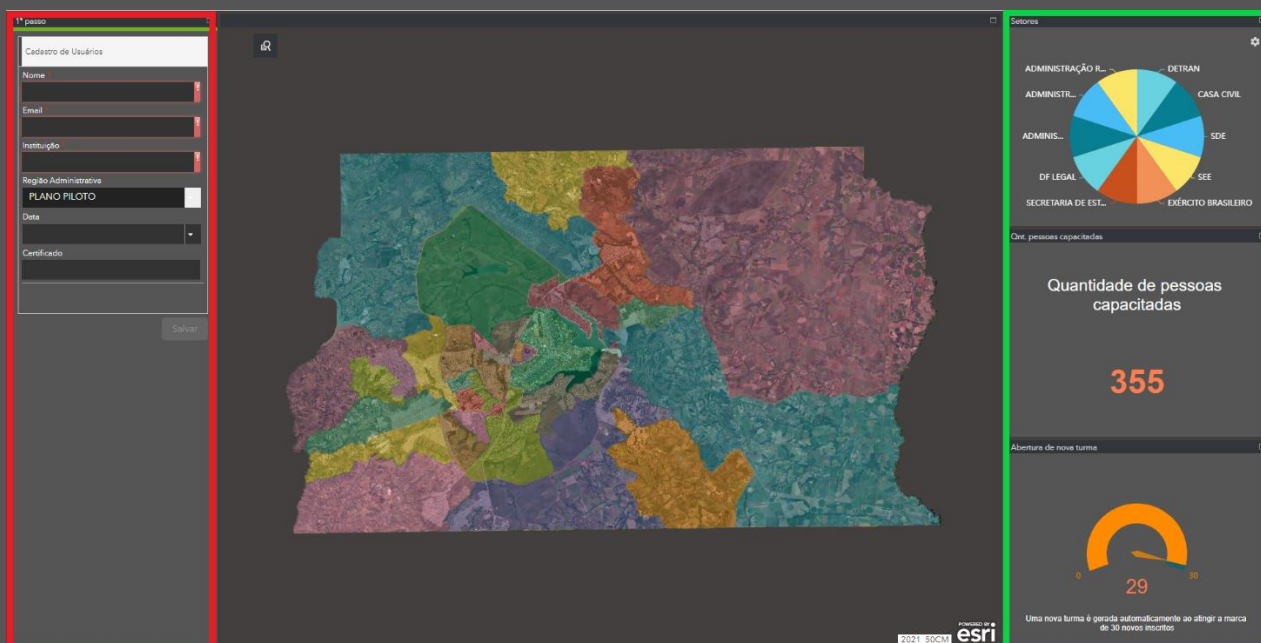 1º passo
Cadastro de Usuários
Nome *
Email *
Instituição *
Região Administrativa
PLANO PILOTO
Data
Certificado
Salvar
POWERED BY
esri
2021_50CM
Setores
ADMINISTRAÇÃO R...
DETRAN
ADMINISTR...
CASA CIVIL
ADMINIS...
SDE
DF LEGAL
SEE
SECRETARIA DE EST...
EXÉRCITO BRASILEIRO
Qnt. pessoas capacitadas
Quantidade de pessoas
capacitadas
355
Abertura de nova turma
0
30
29
Uma nova turma é gerada automaticamente ao atingir a marca
de 30 novos inscritos